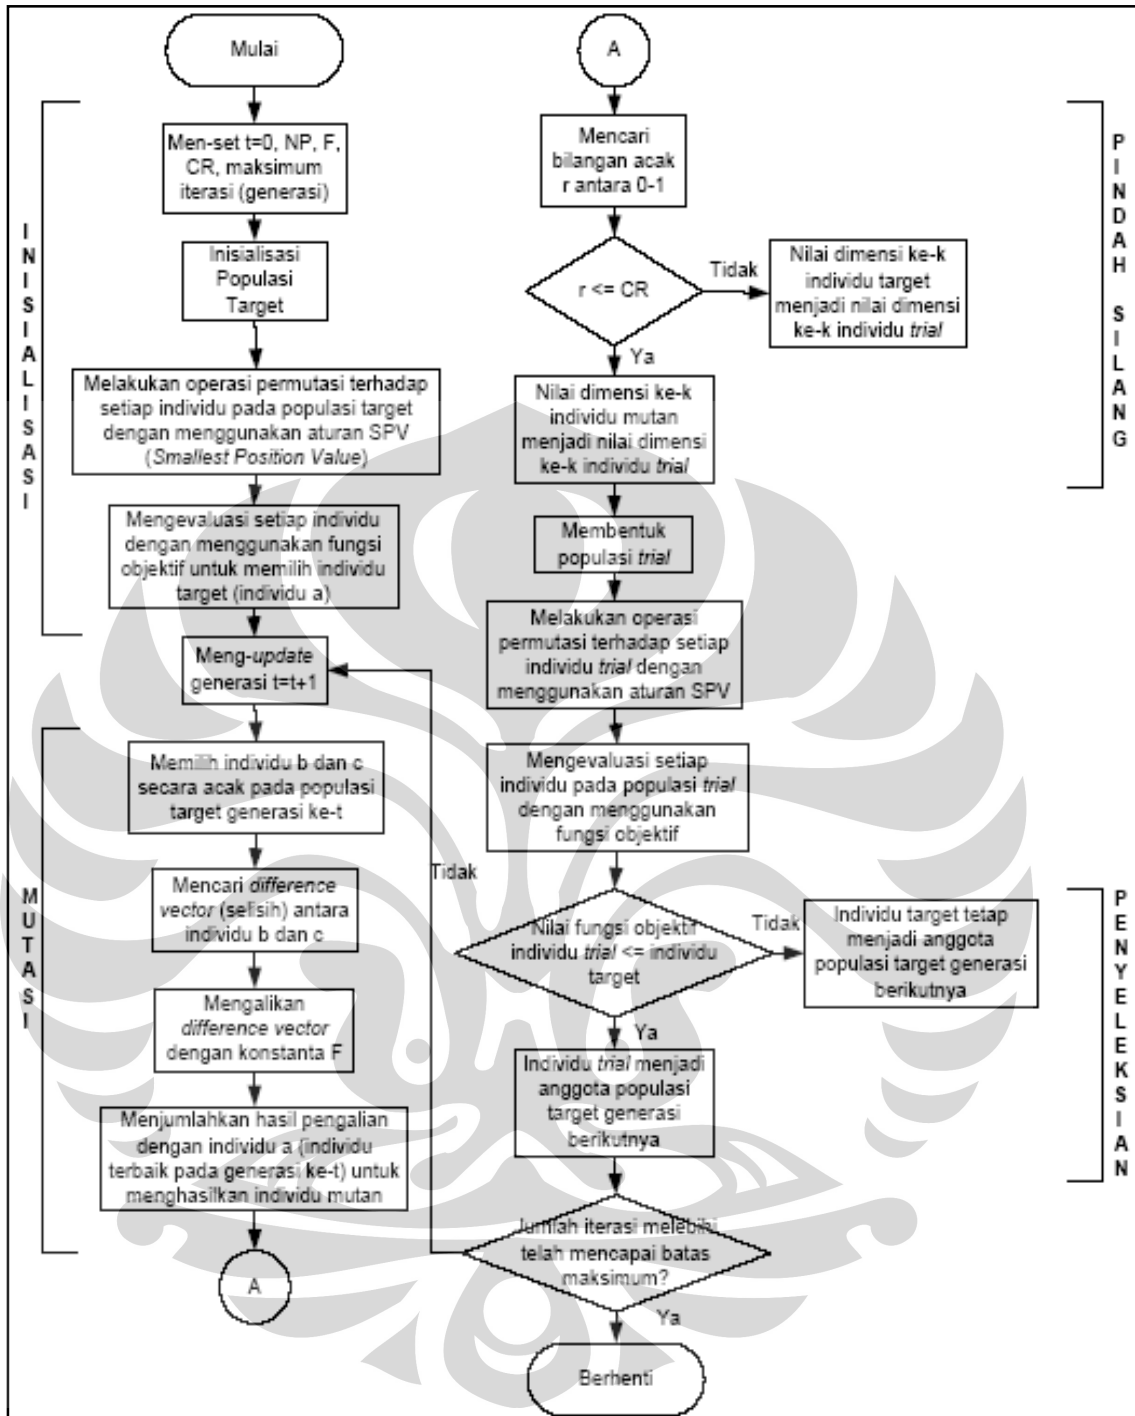 Mulai
INISIALISASI
Men-set t=0, NP, F,
CR, maksimum
iterasi (generasi)
Inisialisasi
Populasi
Target
Melakukan operasi permutasi terhadap
setiap individu pada populasi target
dengan menggunakan aturan SPV
(Smallest Position Value)
Mengevaluasi setiap individu
dengan menggunakan fungsi
objektif untuk memilih individu
target (individu a)
Meng-update
generasi t=t+1
MUTASI
Memilih individu b dan c
secara acak pada populasi
target generasi ke-t
Mencari difference
vector (selisih) antara
individu b dan c
Mengalikan
difference vector
dengan konstanta F
Menjumlahkan hasil pengalian
dengan individu a (individu
terbaik pada generasi ke-t) untuk
menghasilkan individu mutan
A
A
PINDAH SILANG
Mencari
bilangan acak
r antara 0-1
r <= CR
Tidak
Nilai dimensi ke-k
individu target
menjadi nilai dimensi
ke-k individu trial
Ya
Nilai dimensi ke-k
individu mutan
menjadi nilai dimensi
ke-k individu trial
Membentuk
populasi trial
Melakukan operasi
permutasi terhadap setiap
individu trial dengan
menggunakan aturan SPV
Mengevaluasi setiap
individu pada populasi trial
dengan menggunakan
fungsi objektif
PENYELEKSIAN
Nilai fungsi objektif
individu trial <= individu
target
Tidak
Individu target tetap
menjadi anggota
populasi target generasi
berikutnya
Ya
Individu trial menjadi
anggota populasi
target generasi
berikutnya
Jumlah iterasi melebihi
telah mencapai batas
maksimum?
Tidak
Ya
Berhenti